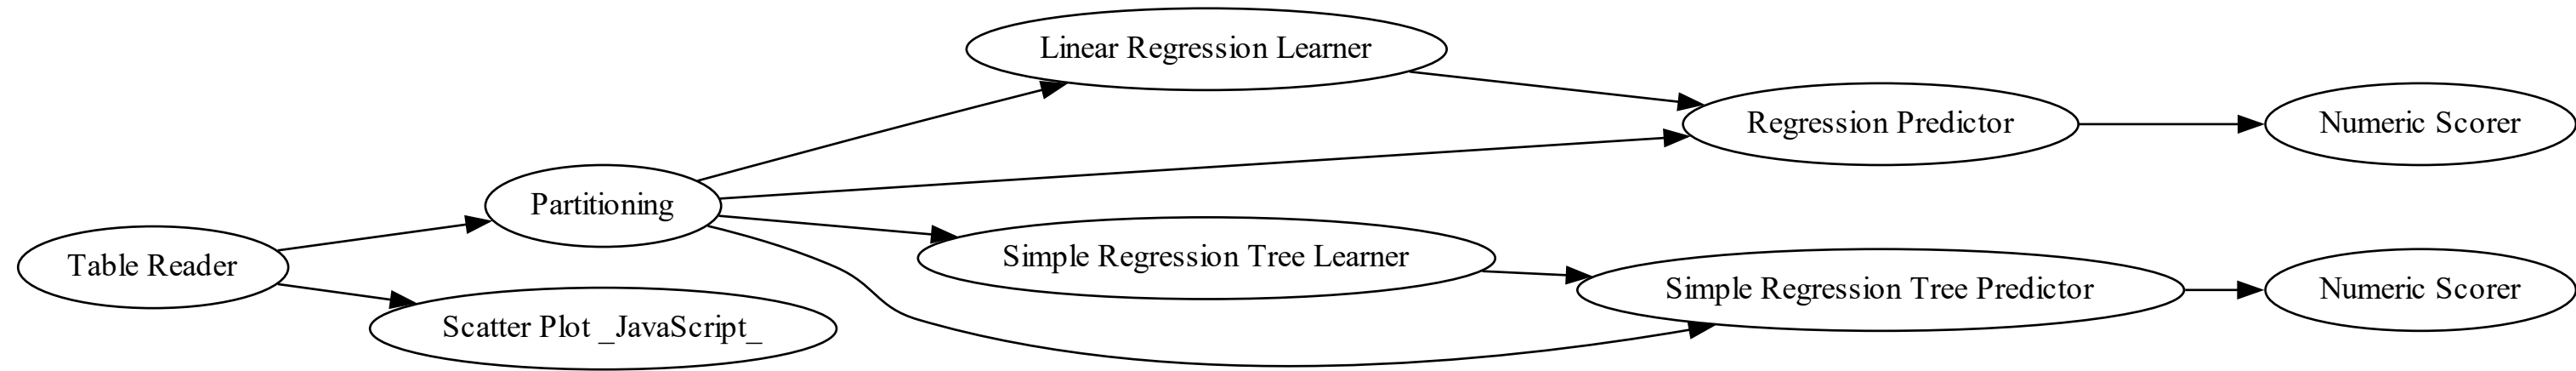 Linear Regression Learner
Regression Predictor
Numeric Scorer
Partitioning
Table Reader
Simple Regression Tree Learner
Simple Regression Tree Predictor
Numeric Scorer
Scatter Plot _JavaScript_